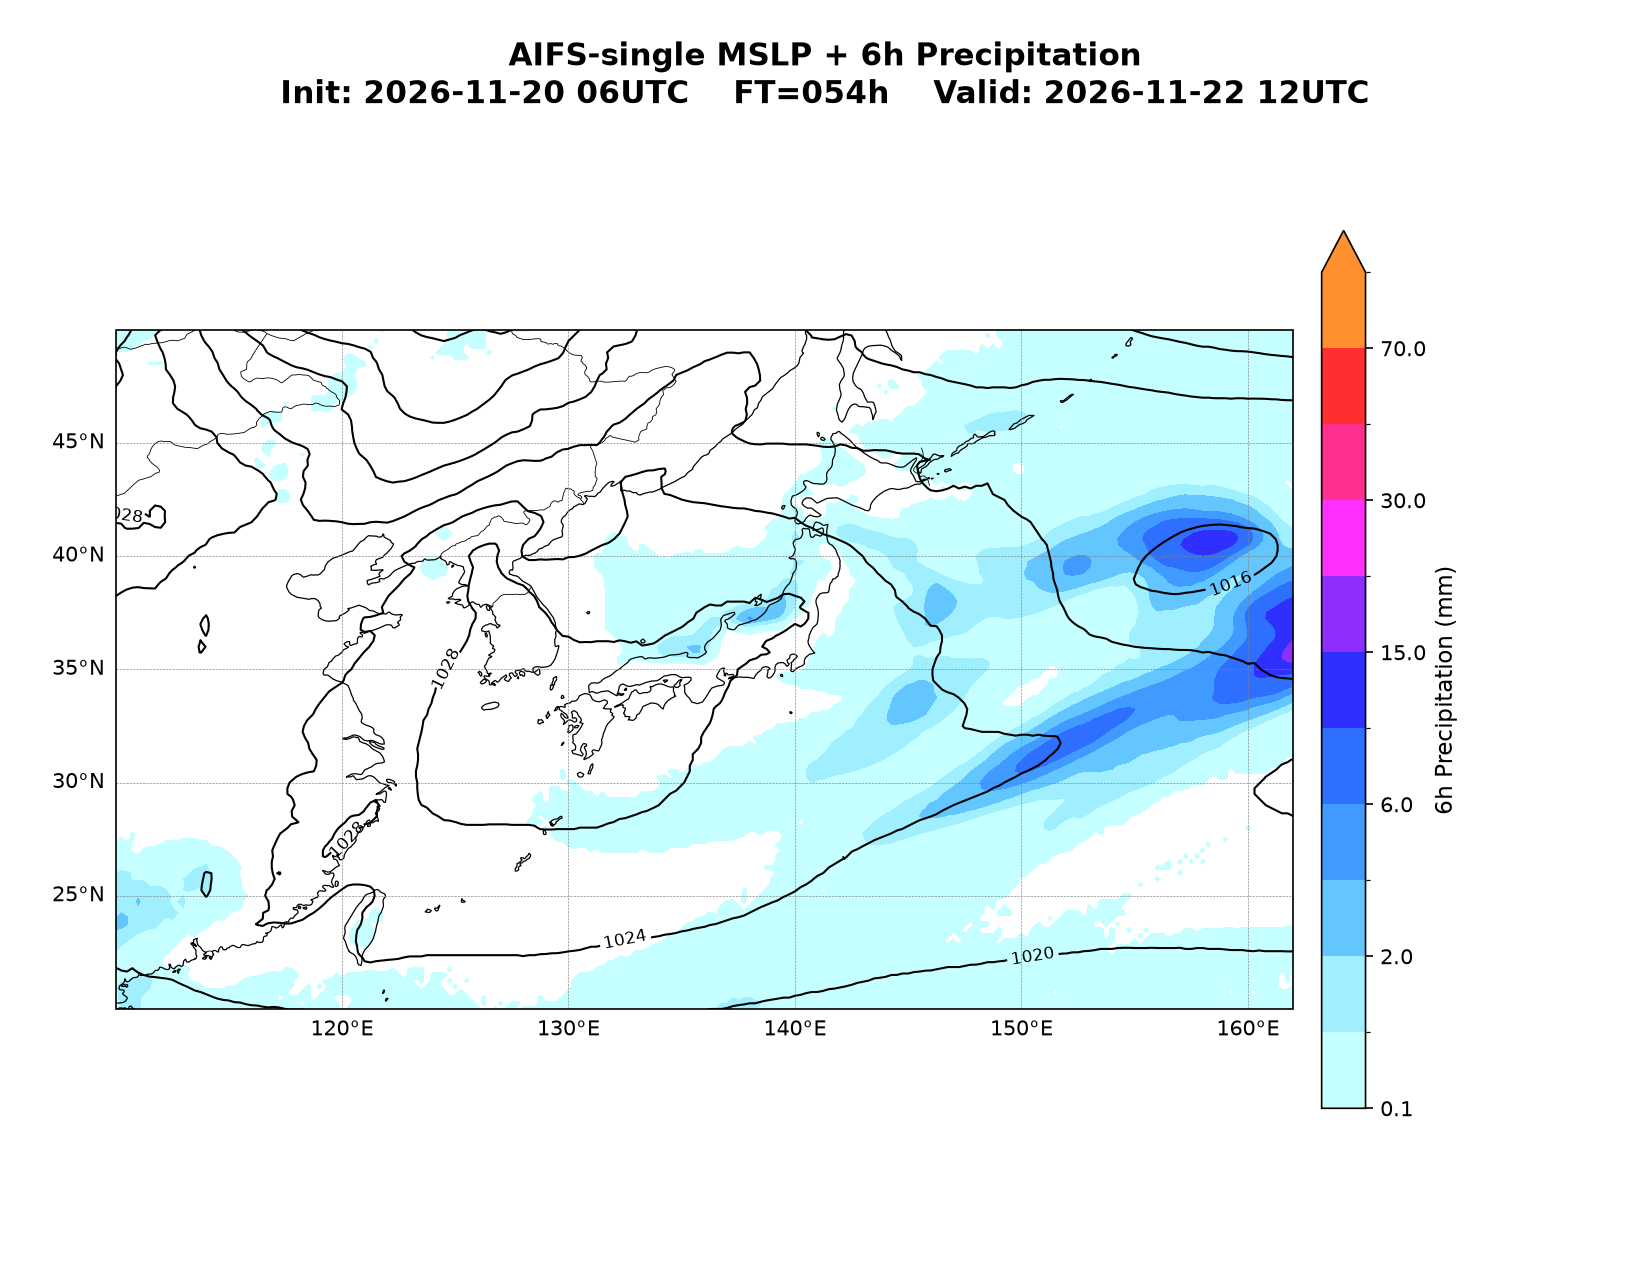 AIFS-single MSLP + 6h Precipitation
Init: 2026-11-20 06UTC    FT=054h    Valid: 2026-11-22 12UTC
45°N
40°N
35°N
30°N
25°N
120°E
130°E
140°E
150°E
160°E
028
1028
1028
1024
1020
1016
70.0
30.0
15.0
6.0
2.0
0.1
6h Precipitation (mm)